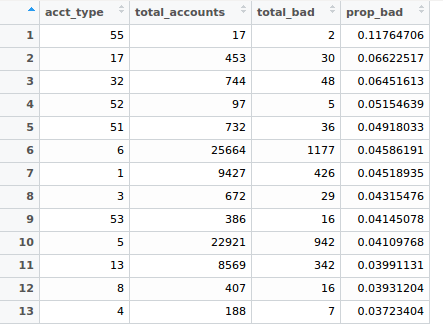 acct_type total_accounts total_bad prop_bad
1 55 17 2 0.11764706
2 17 453 30 0.06622517
3 32 744 48 0.06451613
4 52 97 5 0.05154639
5 51 732 36 0.04918033
6 6 25664 1177 0.04586191
7 1 9427 426 0.04518935
8 3 672 29 0.04315476
9 53 386 16 0.04145078
10 5 22921 942 0.04109768
11 13 8569 342 0.03991131
12 8 407 16 0.03931204
13 4 188 7 0.03723404